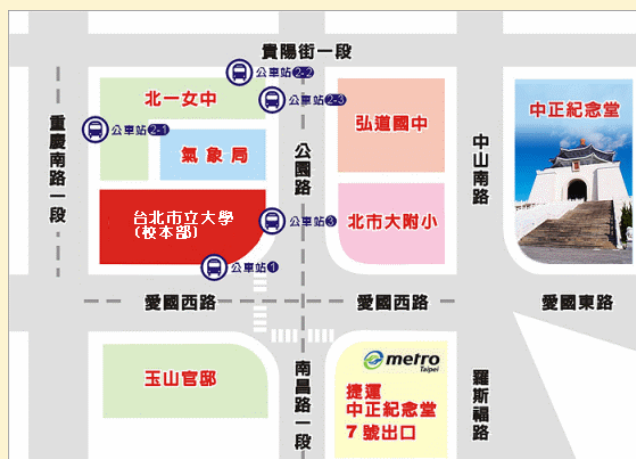 貴陽街一段
公車站2-2
北一女中
公車站2-3
重慶南路一段
公車站2-1
氣象局
公園路
弘道國中
中山南路
中正紀念堂
台北市立大學
(校本部)
公車站3
北市大附小
公車站1
愛國西路
愛國西路
愛國東路
玉山官邸
南昌路一段
metro
Taipei
捷運
中正紀念堂
7號出口
羅斯福路